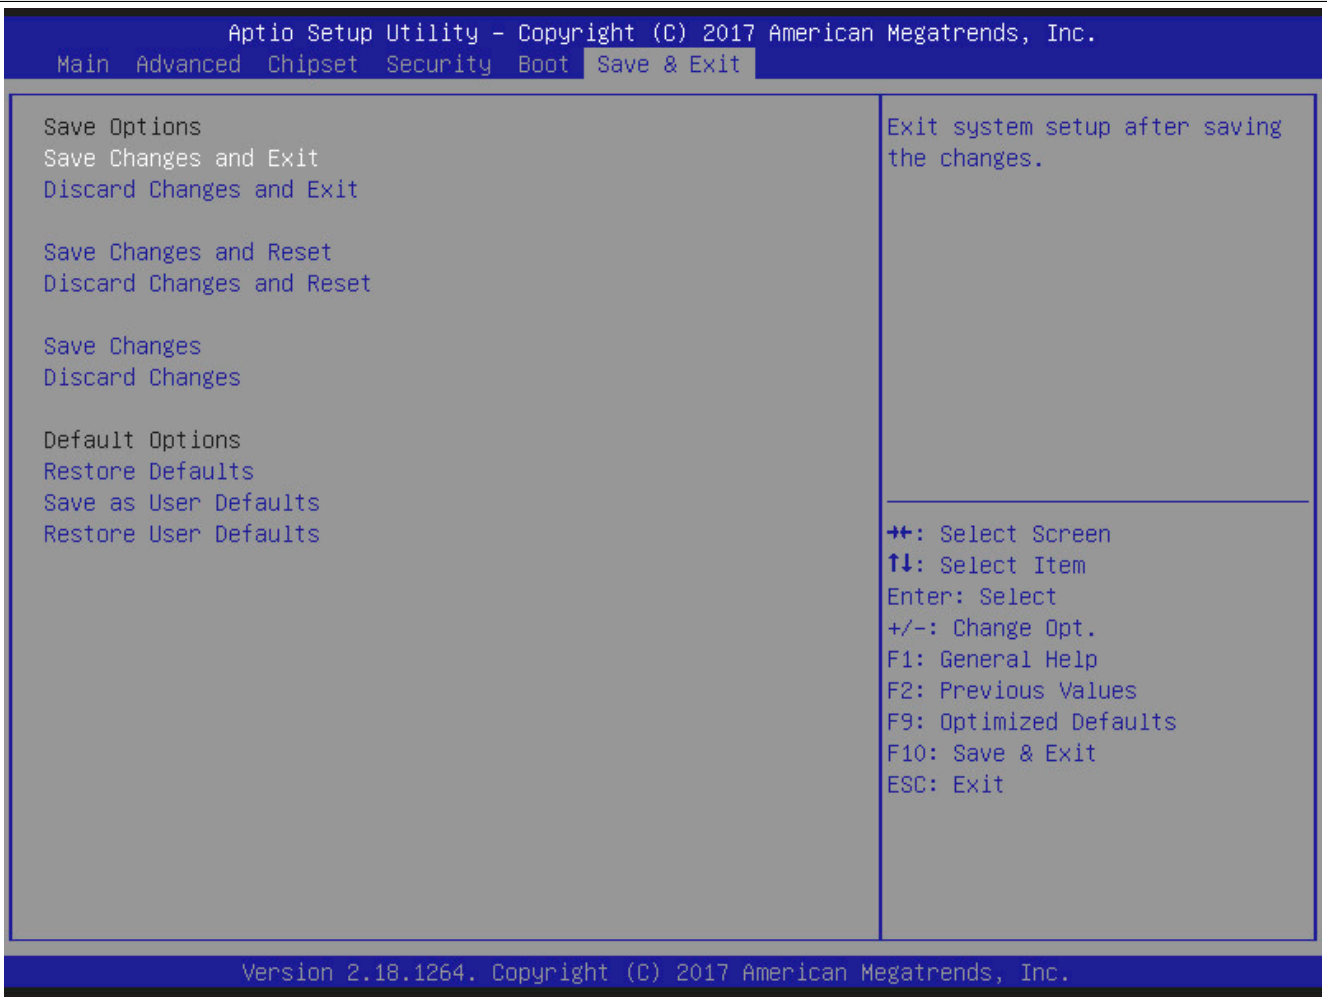 Aptio Setup Utility – Copyright (C) 2017 American Megatrends, Inc.
Main Advanced Chipset Security Boot Save & Exit
Save Options
Save Changes and Exit
Discard Changes and Exit
Save Changes and Reset
Discard Changes and Reset
Save Changes
Discard Changes
Default Options
Restore Defaults
Save as User Defaults
Restore User Defaults
Exit system setup after saving
the changes.
→←: Select Screen
↑↓: Select Item
Enter: Select
+/-: Change Opt.
F1: General Help
F2: Previous Values
F9: Optimized Defaults
F10: Save & Exit
ESC: Exit
Version 2.18.1264. Copyright (C) 2017 American Megatrends, Inc.